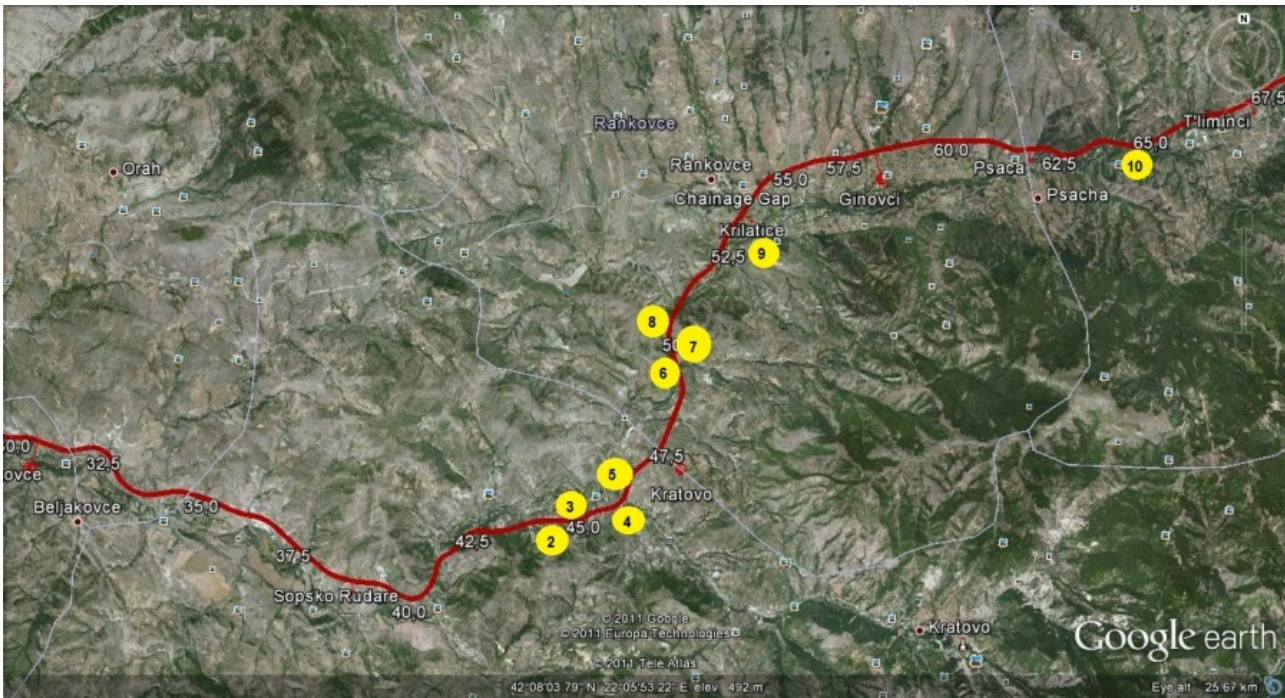 N
67,5
T'liminci
Rankovce
65,0
60,0
Orah
Rankovce
57,5
Psaca
62,5
10
55,0
Chainage Gap
Ginovci
Psacha
Krilatice
52,5
9
8
50
7
6
0,0
ovce
32,5
47,5
5
Kratovo
35,0
3
Beljakovce
45,0
4
42,5
2
37,5
Sopsko Rudare
40,0
© 2011 Google
© 2011 Europa Technologies
© 2011 Tele Atlas
Kratovo
Google earth
42°08'03.79" N 22°05'53.22" E elev 492 m
Eye alt 25.67 km